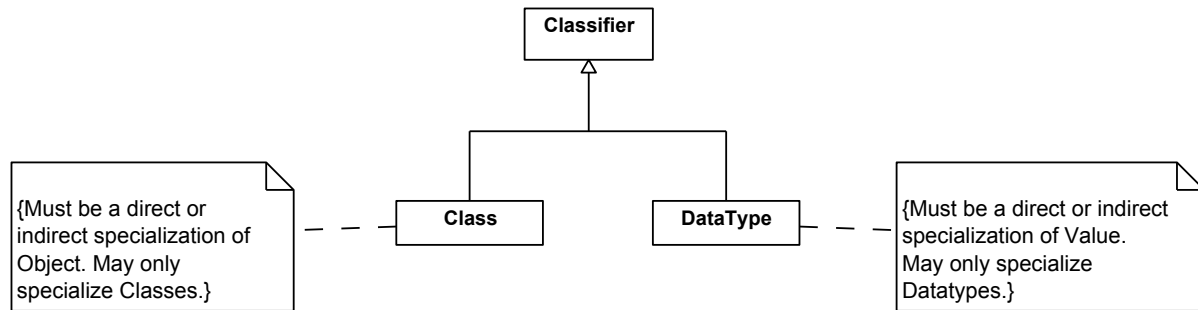 Classifier
Class
DataType
{Must be a direct or
indirect specialization of
Object. May only
specialize Classes.}
{Must be a direct or indirect
specialization of Value.
May only specialize
Datatypes.}